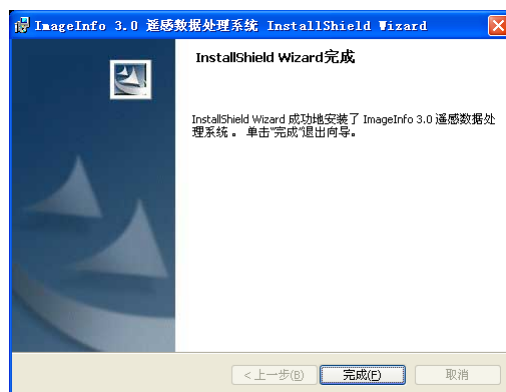 ImageInfo 3.0 遥感数据处理系统 InstallShield Wizard
InstallShield Wizard完成
InstallShield Wizard 成功地安装了 ImageInfo 3.0 遥感数据处
理系统 。 单击“完成”退出向导。
< 上一步(B) 完成(F) 取消